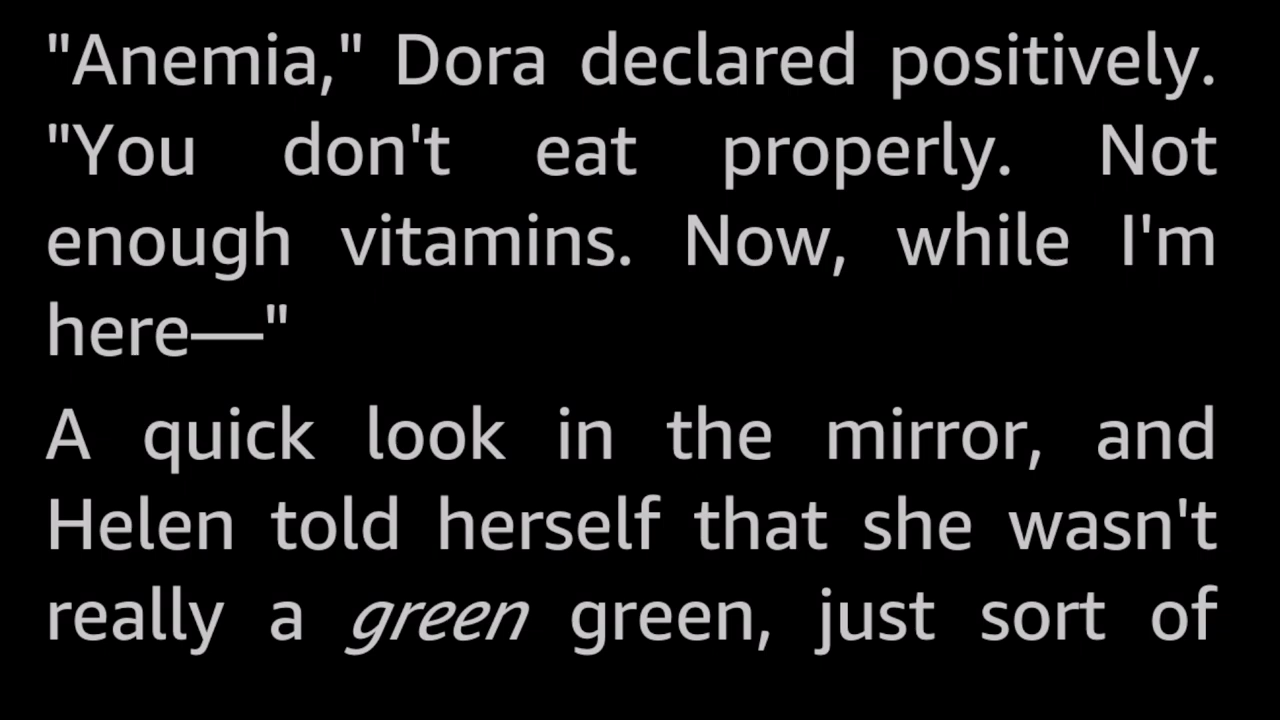 "Anemia," Dora declared positively.
"You don't eat properly. Not
enough vitamins. Now, while I'm
here—"
A quick look in the mirror, and
Helen told herself that she wasn't
really a green green, just sort of